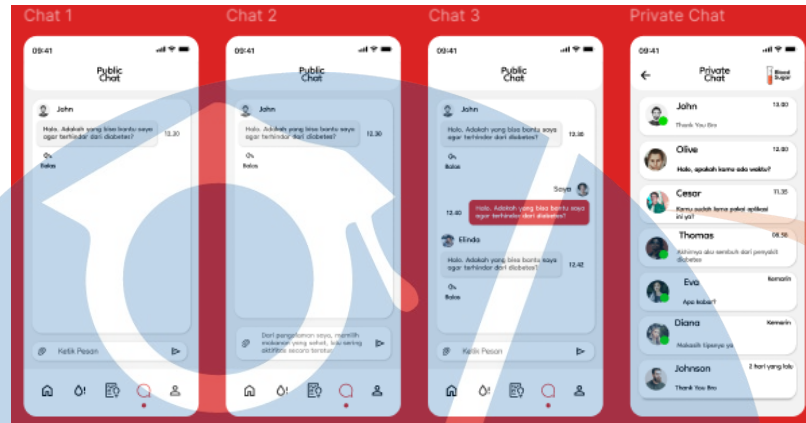 Chat 1
09:41
Public
Chat
John
Halo. Adakah yang bisa bantu saya
agar terhindar dari diabetes?
12.30
Balas
Ketik Pesan
Chat 2
09:41
Public
Chat
John
Halo. Adakah yang bisa bantu saya
agar terhindar dari diabetes?
12.30
Balas
Dari pengalaman saya, memilih
makanan yang sehat, lalu sering
aktifitas secara teratur
Chat 3
09:41
Public
Chat
John
Halo. Adakah yang bisa bantu saya
agar terhindar dari diabetes?
12.30
Balas
Saya
Halo. Adakah yang bisa bantu saya
agar terhindar dari diabetes?
12.40
Elinda
Halo. Adakah yang bisa bantu saya
agar terhindar dari diabetes?
12.42
Balas
Ketik Pesan
Private Chat
09:41
Private
Chat
Blood
Sugar
John
13.00
Thank You Bro
Olive
12.00
Halo, apakah kamu ada waktu?
Cesar
11.35
Kamu sudah lama pakai aplikasi
ini ya?
Thomas
08.58
Akhirnya aku sembuh dari penyakit
diabetes
Eva
Kemarin
Apa kabar?
Diana
Kemarin
Makasih tipsnya ya
Johnson
2 hari yang lalu
Thank You Bro